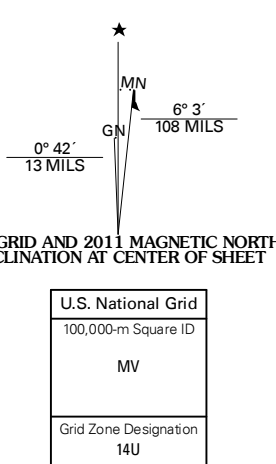 ★
MN
GN
6° 3´
108 MILS
0° 42´
13 MILS
GRID AND 2011 MAGNETIC NORTH
CLINATION AT CENTER OF SHEET
U.S. National Grid
100,000-m Square ID
MV
Grid Zone Designation
14U